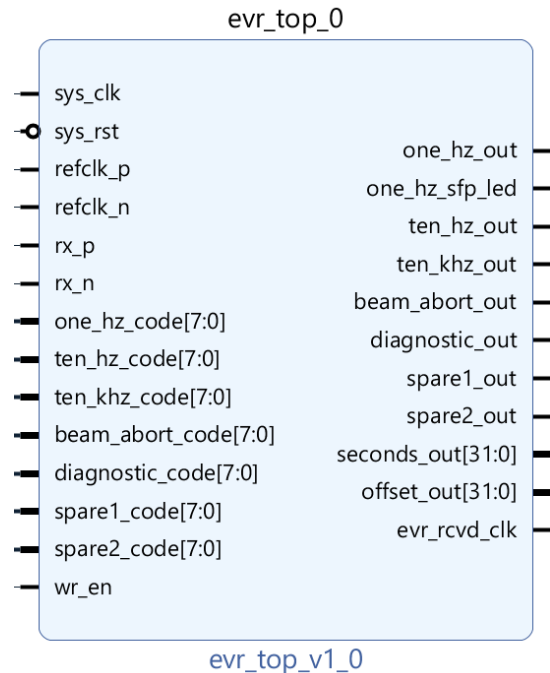 evr_top_0
sys_clk
sys_rst
refclk_p
refclk_n
rx_p
rx_n
one_hz_code[7:0]
ten_hz_code[7:0]
ten_khz_code[7:0]
beam_abort_code[7:0]
diagnostic_code[7:0]
spare1_code[7:0]
spare2_code[7:0]
wr_en
one_hz_out
one_hz_sfp_led
ten_hz_out
ten_khz_out
beam_abort_out
diagnostic_out
spare1_out
spare2_out
seconds_out[31:0]
offset_out[31:0]
evr_rcvd_clk
evr_top_v1_0